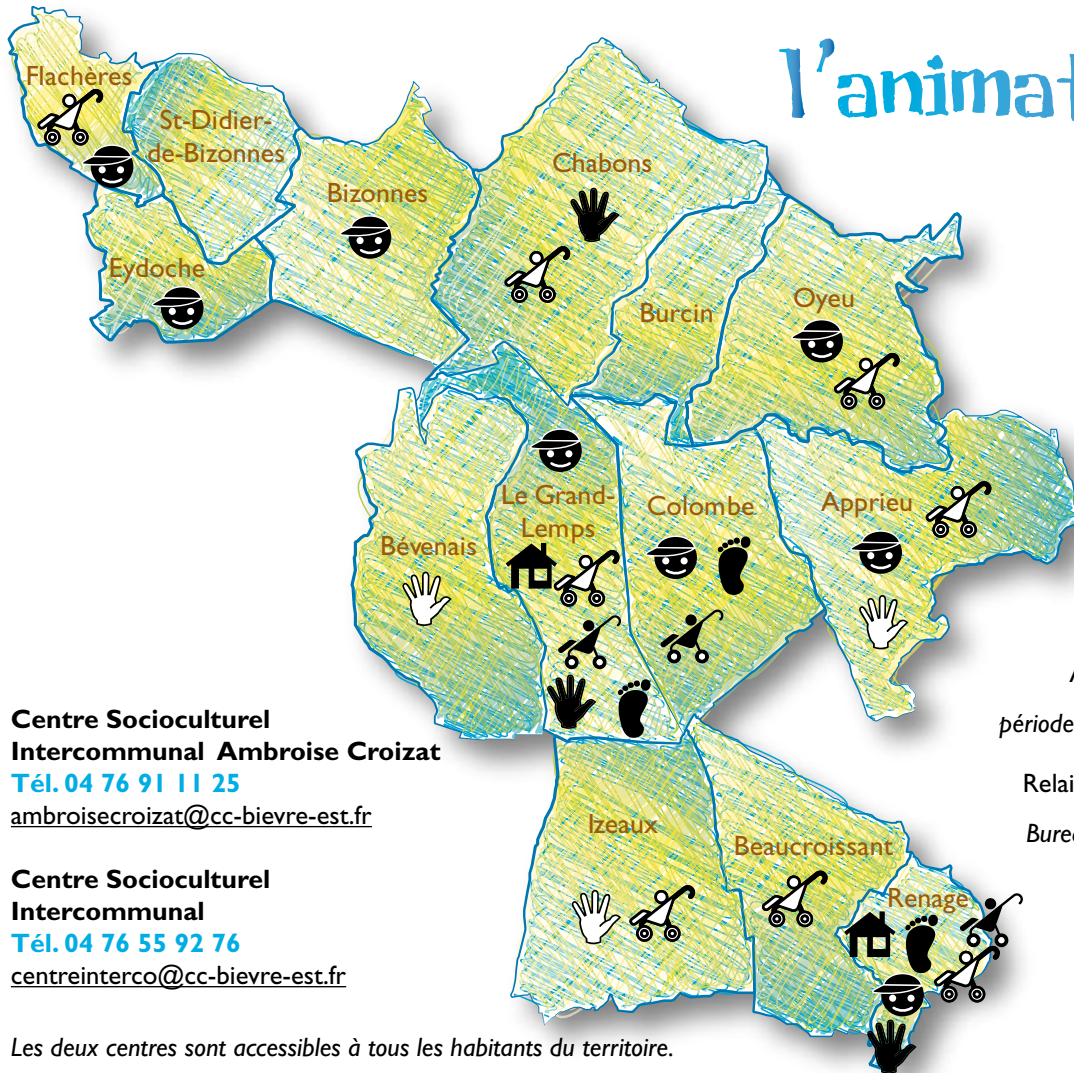 l'animat
Flachères
St-Didier-
de-Bizonnes
Bizonnes
Chabons
Eydoche
Burcin
Oyeu
Le Grand-
Lemps
Colombe
Apprieu
Bévenais
A
période
Relai
Centre Socioculturel
Intercommunal Ambroise Croizat
Tél. 04 76 91 11 25
ambroisecroizat@cc-bievre-est.fr
Centre Socioculturel
Intercommunal
Tél. 04 76 55 92 76
centreinterco@cc-bievre-est.fr
Izeaux
Beaucroissant
Renage
Les deux centres sont accessibles à tous les habitants du territoire.